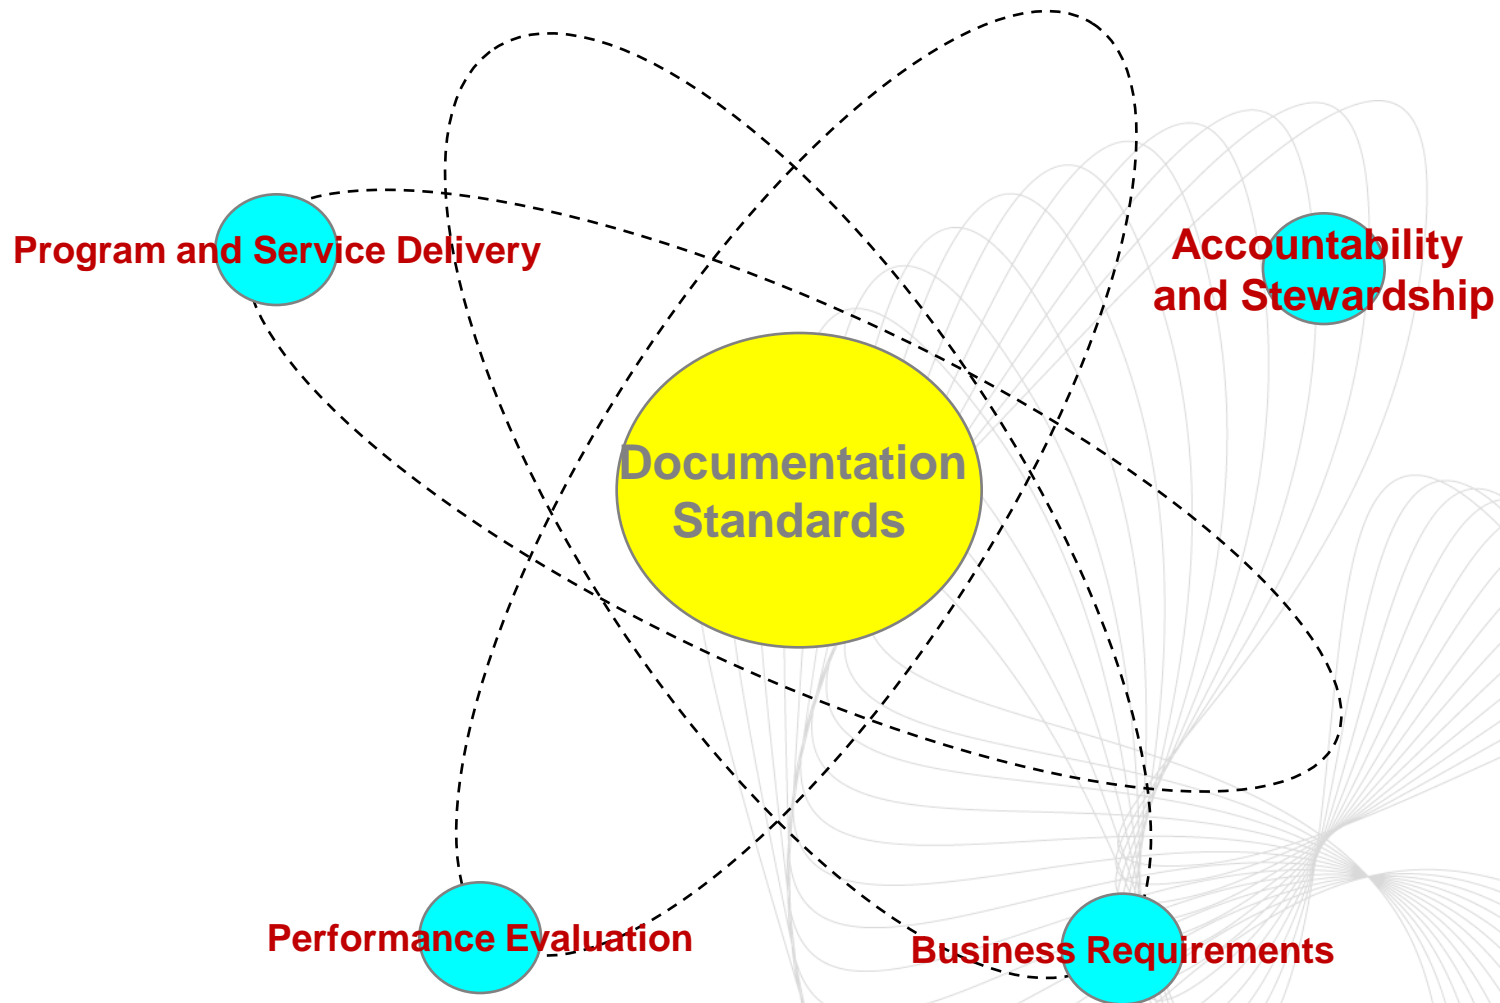 Program and Service Delivery
Accountability
and Stewardship
Documentation
Standards
Performance Evaluation
Business Requirements